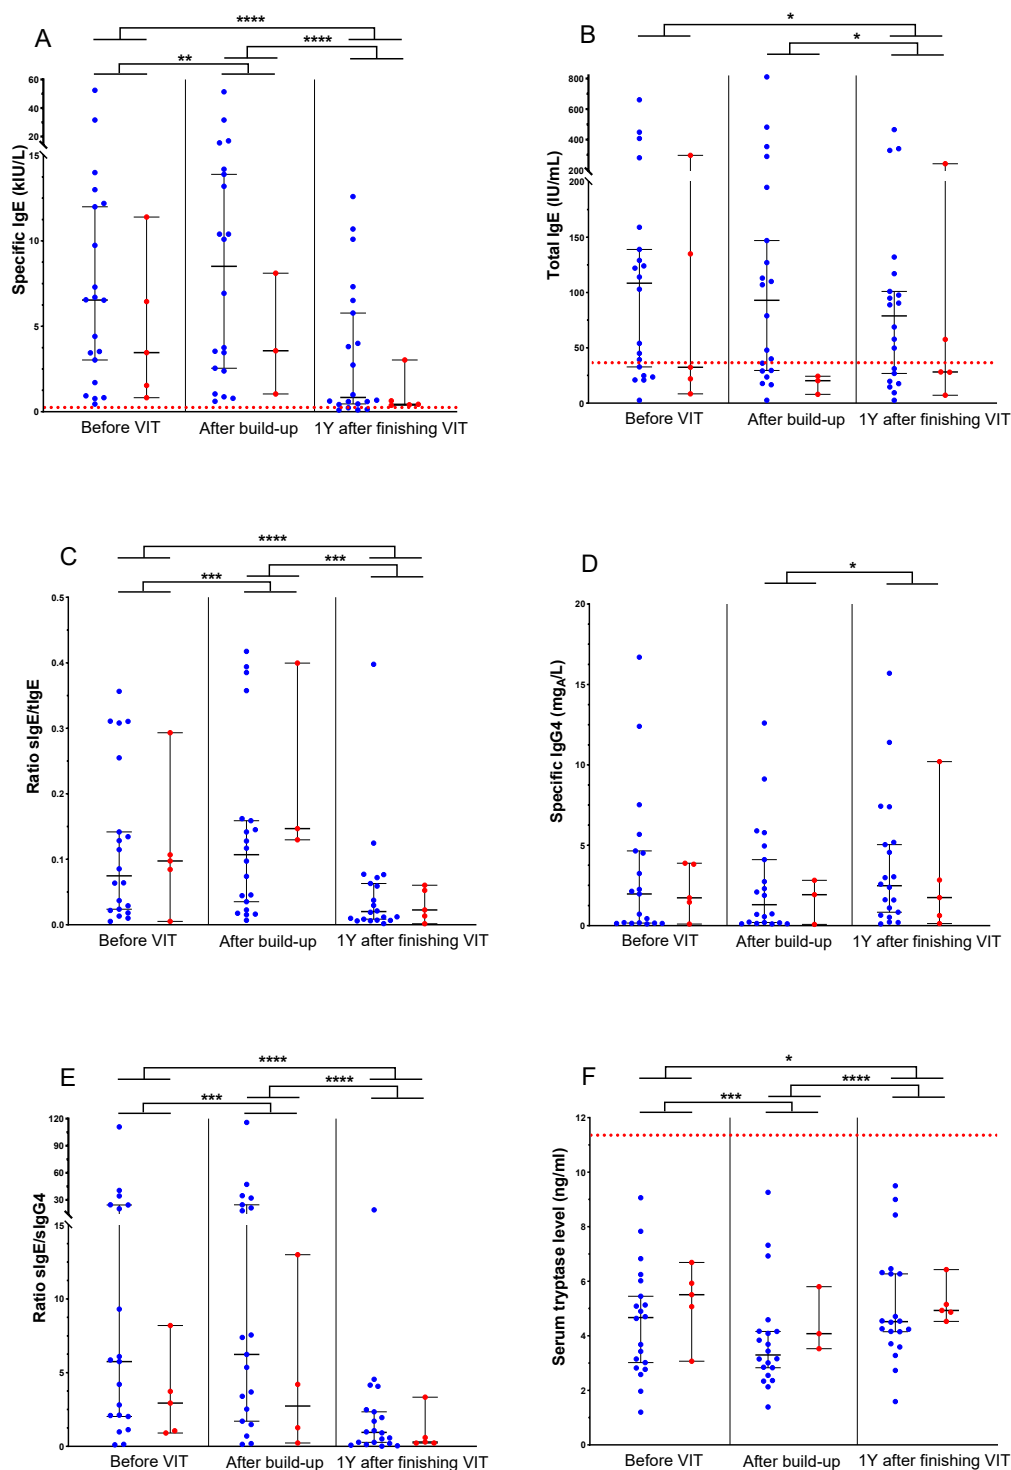 A
****
****
**
Specific IgE (kIU/L)
60
40
20
15
10
5
0
Before VIT
After build-up
1Y after finishing VIT
B
*
*
Total IgE (IU/mL)
800
600
400
200
200
150
100
50
0
Before VIT
After build-up
1Y after finishing VIT
C
****
***
***
Ratio sIgE/tIgE
0.5
0.4
0.3
0.2
0.1
0.0
Before VIT
After build-up
1Y after finishing VIT
D
*
Specific IgG4 (mgA/L)
20
15
10
5
0
Before VIT
After build-up
1Y after finishing VIT
E
****
****
***
Ratio sIgE/sIgG4
120
90
60
30
15
10
5
0
Before VIT
After build-up
1Y after finishing VIT
F
*
****
***
Serum tryptase level (ng/ml)
12
10
8
6
4
2
0
Before VIT
After build-up
1Y after finishing VIT